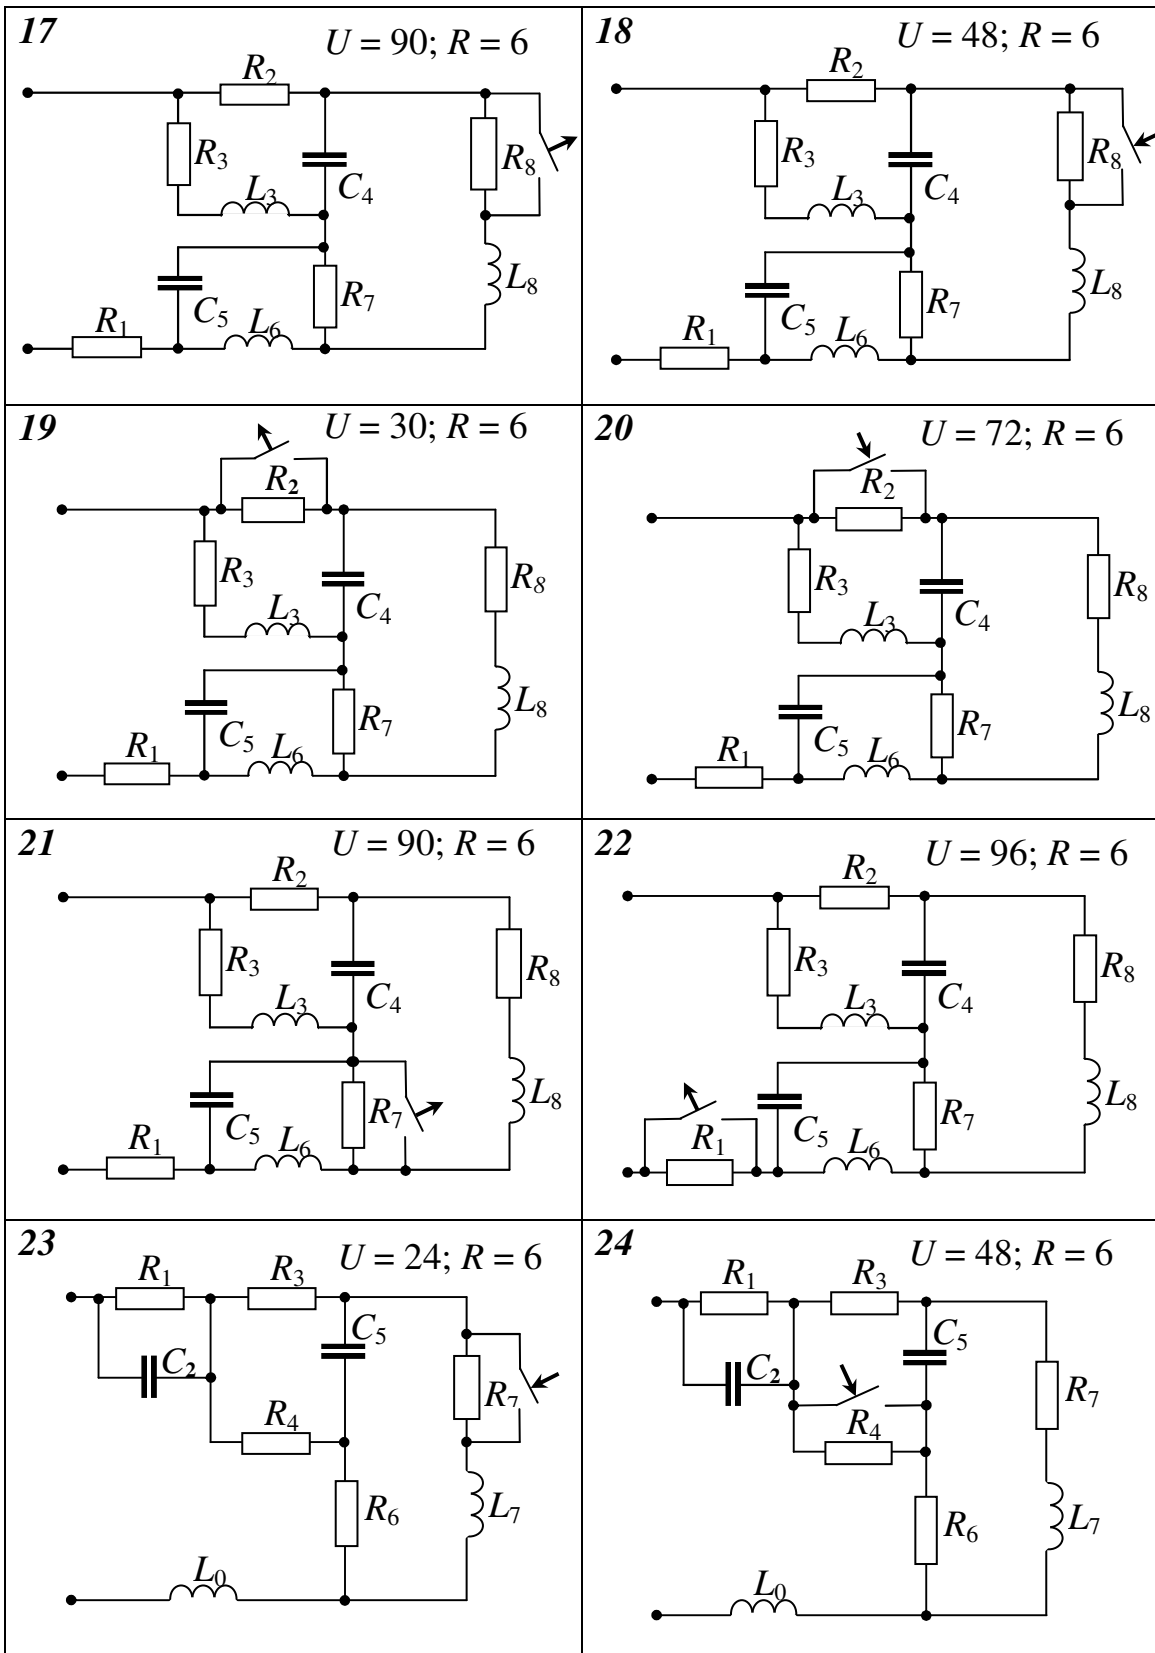 17 U = 90; R = 6
R2
R3 R8
L3 C4
C5 R7 L8
R1 L6
18 U = 48; R = 6
R2
R3 R8
L3 C4
C5 R7 L8
R1 L6
19 U = 30; R = 6
R2
R3 R8
L3 C4
C5 R7 L8
R1 L6
20 U = 72; R = 6
R2
R3 R8
L3 C4
C5 R7 L8
R1 L6
21 U = 90; R = 6
R2
R3 R8
L3 C4
C5 R7 L8
R1 L6
22 U = 96; R = 6
R2
R3 R8
L3 C4
C5 R7 L8
R1 L6
23 U = 24; R = 6
R1 R3
C5
C2 R7
R4
R6 L7
L0
24 U = 48; R = 6
R1 R3
C5
C2 R7
R4
R6 L7
L0